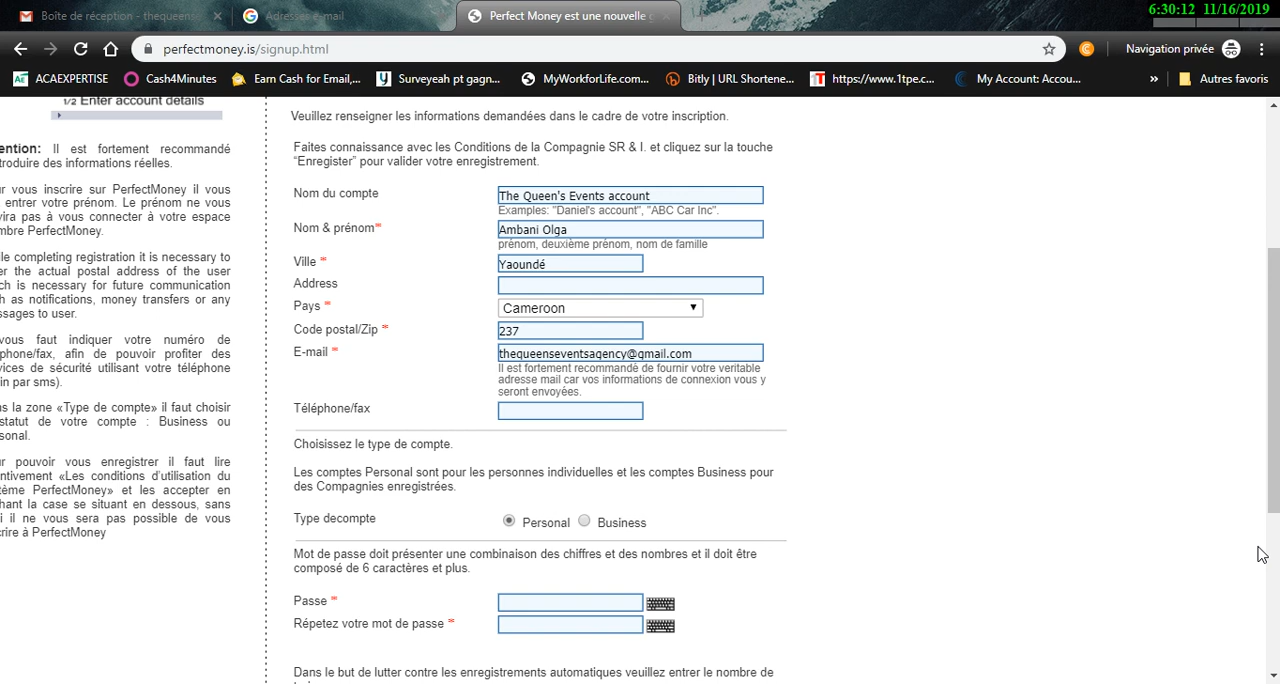 6:30:12 11/16/2019
Boîte de réception - thequeens
Adresses e-mail
Perfect Money est une nouvelle
perfectmoney.is/signup.html
Navigation privée
ACAEXPERTISE
Cash4Minutes
Earn Cash for Email,...
Surveyeah pt gagn...
MyWorkforLife.com...
Bitly | URL Shortene...
https://www.1tpe.c...
My Account: Accou...
»
Autres favoris
1/2 Enter account details
ention: Il est fortement recommandé
troduire des informations réelles.
r vous inscrire sur PerfectMoney il vous
entrer votre prénom. Le prénom ne vous
vira pas à vous connecter à votre espace
mbre PerfectMoney.
le completing registration it is necessary to
er the actual postal address of the user
ch is necessary for future communication
h as notifications, money transfers or any
ssages to user.
vous faut indiquer votre numéro de
phone/fax, afin de pouvoir profiter des
vices de sécurité utilisant votre téléphone
in par sms).
s la zone «Type de compte» il faut choisir
statut de votre compte : Business ou
sonal.
r pouvoir vous enregistrer il faut lire
ntivement «Les conditions d'utilisation du
tème PerfectMoney» et les accepter en
hant la case se situant en dessous, sans
i il ne vous sera pas possible de vous
crire à PerfectMoney
Veuillez renseigner les informations demandées dans le cadre de votre inscription.
Faites connaissance avec les Conditions de la Compagnie SR & I. et cliquez sur la touche
“Enregister” pour valider votre enregistrement.
Nom du compte
The Queen's Events account
Examples: "Daniel's account", "ABC Car Inc".
Nom & prénom*
Ambani Olga
prénom, deuxième prénom, nom de famille
Ville *
Yaoundé
Address
Pays *
Cameroon
Code postal/Zip *
237
E-mail *
thequeenseventsagency@gmail.com
Il est fortement recommandé de fournir votre veritable
adresse mail car vos informations de connexion vous y
seront envoyées.
Téléphone/fax
Choisissez le type de compte.
Les comptes Personal sont pour les personnes individuelles et les comptes Business pour
des Compagnies enregistrées.
Type decompte
Personal
Business
Mot de passe doit présenter une combinaison des chiffres et des nombres et il doit être
composé de 6 caractères et plus.
Passe *
Répetez votre mot de passe *
Dans le but de lutter contre les enregistrements automatiques veuillez entrer le nombre de